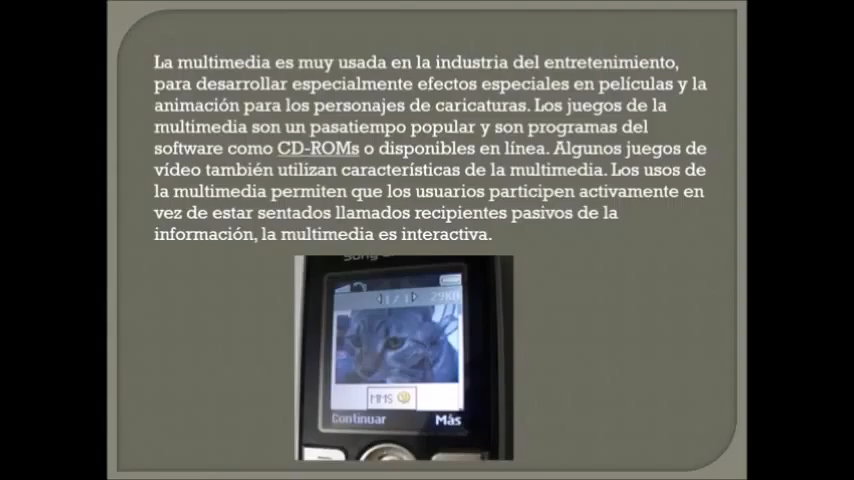 La multimedia es muy usada en la industria del entretenimiento,
para desarrollar especialmente efectos especiales en películas y la
animación para los personajes de caricaturas. Los juegos de la
multimedia son un pasatiempo popular y son programas del
software como CD-ROMs o disponibles en línea. Algunos juegos de
vídeo también utilizan características de la multimedia. Los usos de
la multimedia permiten que los usuarios participen activamente en
vez de estar sentados llamados recipientes pasivos de la
información, la multimedia es interactiva.
1/1
MMS
Continuar Más